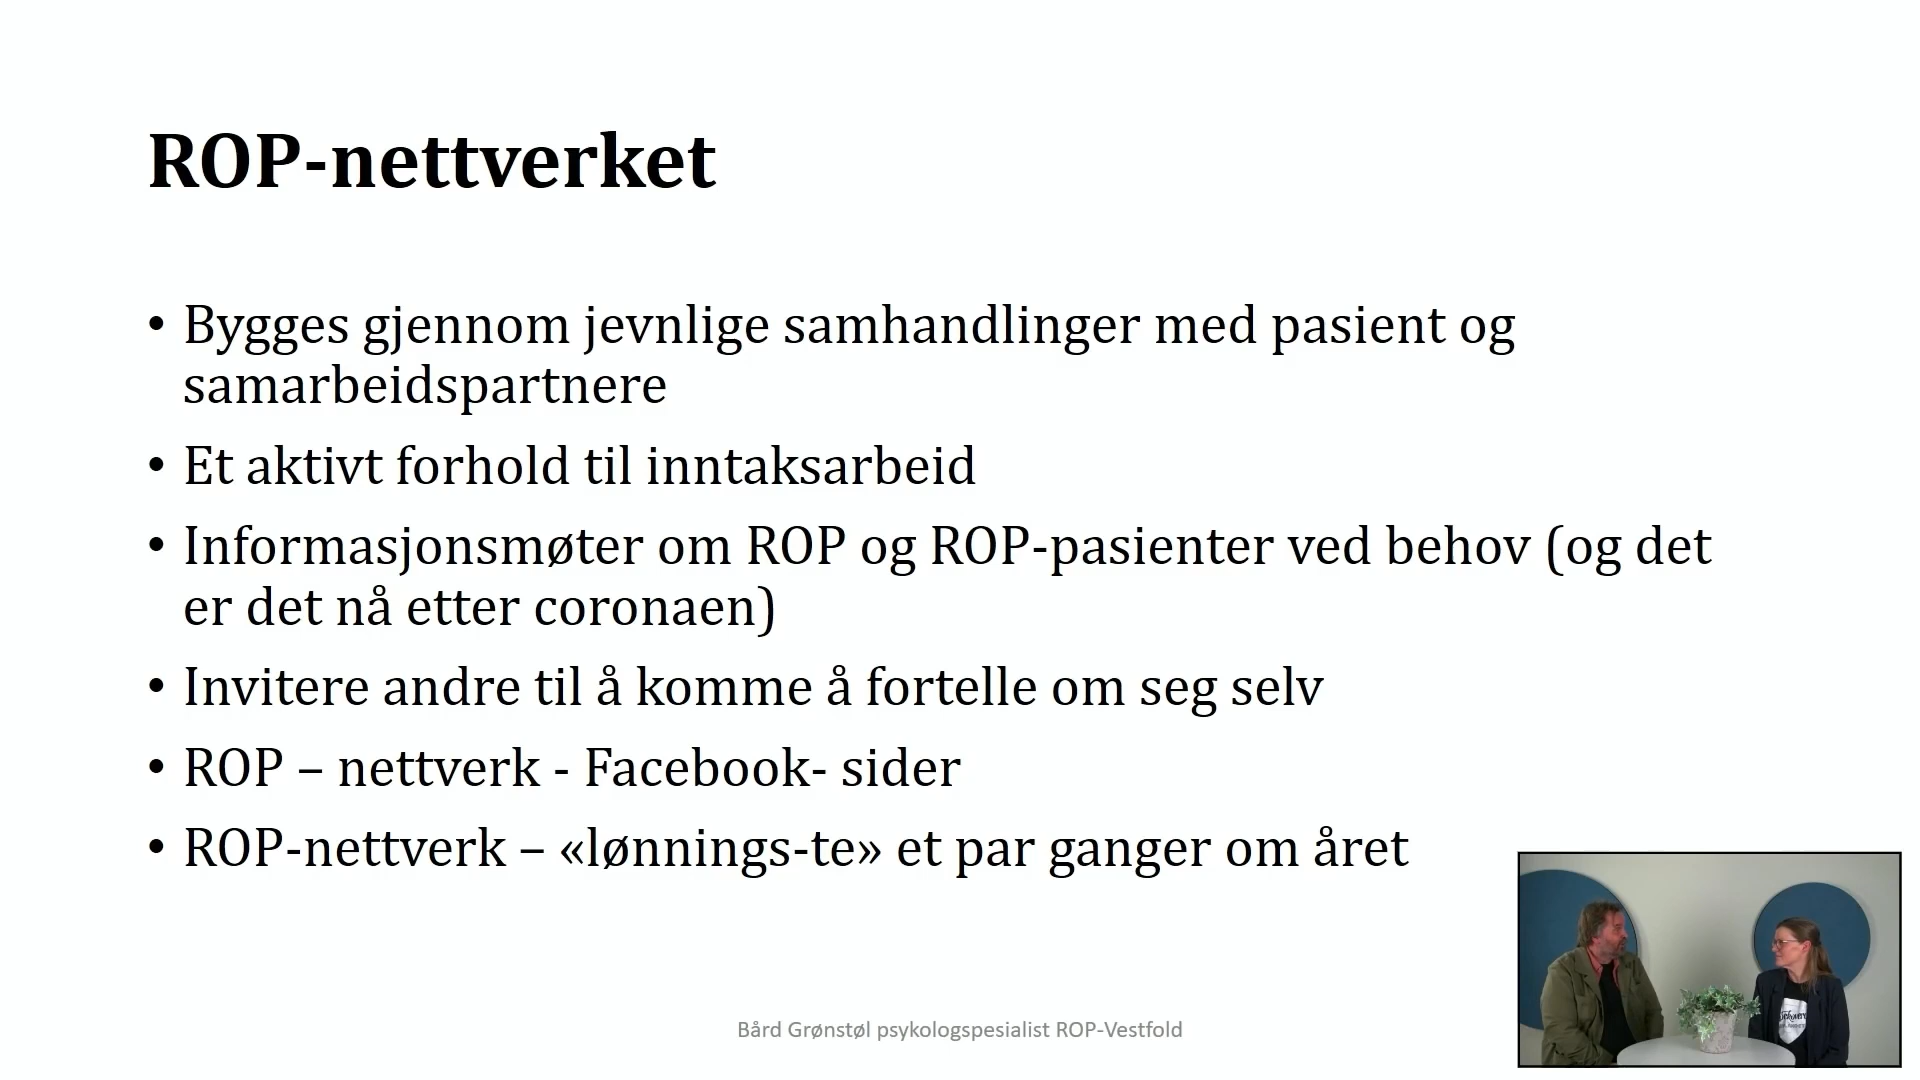 ROP-nettverket
• Bygges gjennom jevnlige samhandlinger med pasient og
samarbeidspartnere
• Et aktivt forhold til inntaksarbeid
• Informasjonsmøter om ROP og ROP-pasienter ved behov (og det
er det nå etter coronaen)
• Invitere andre til å komme å fortelle om seg selv
• ROP – nettverk - Facebook- sider
• ROP-nettverk – «lønnings-te» et par ganger om året
Bård Grønstøl psykologspesialist ROP-Vestfold